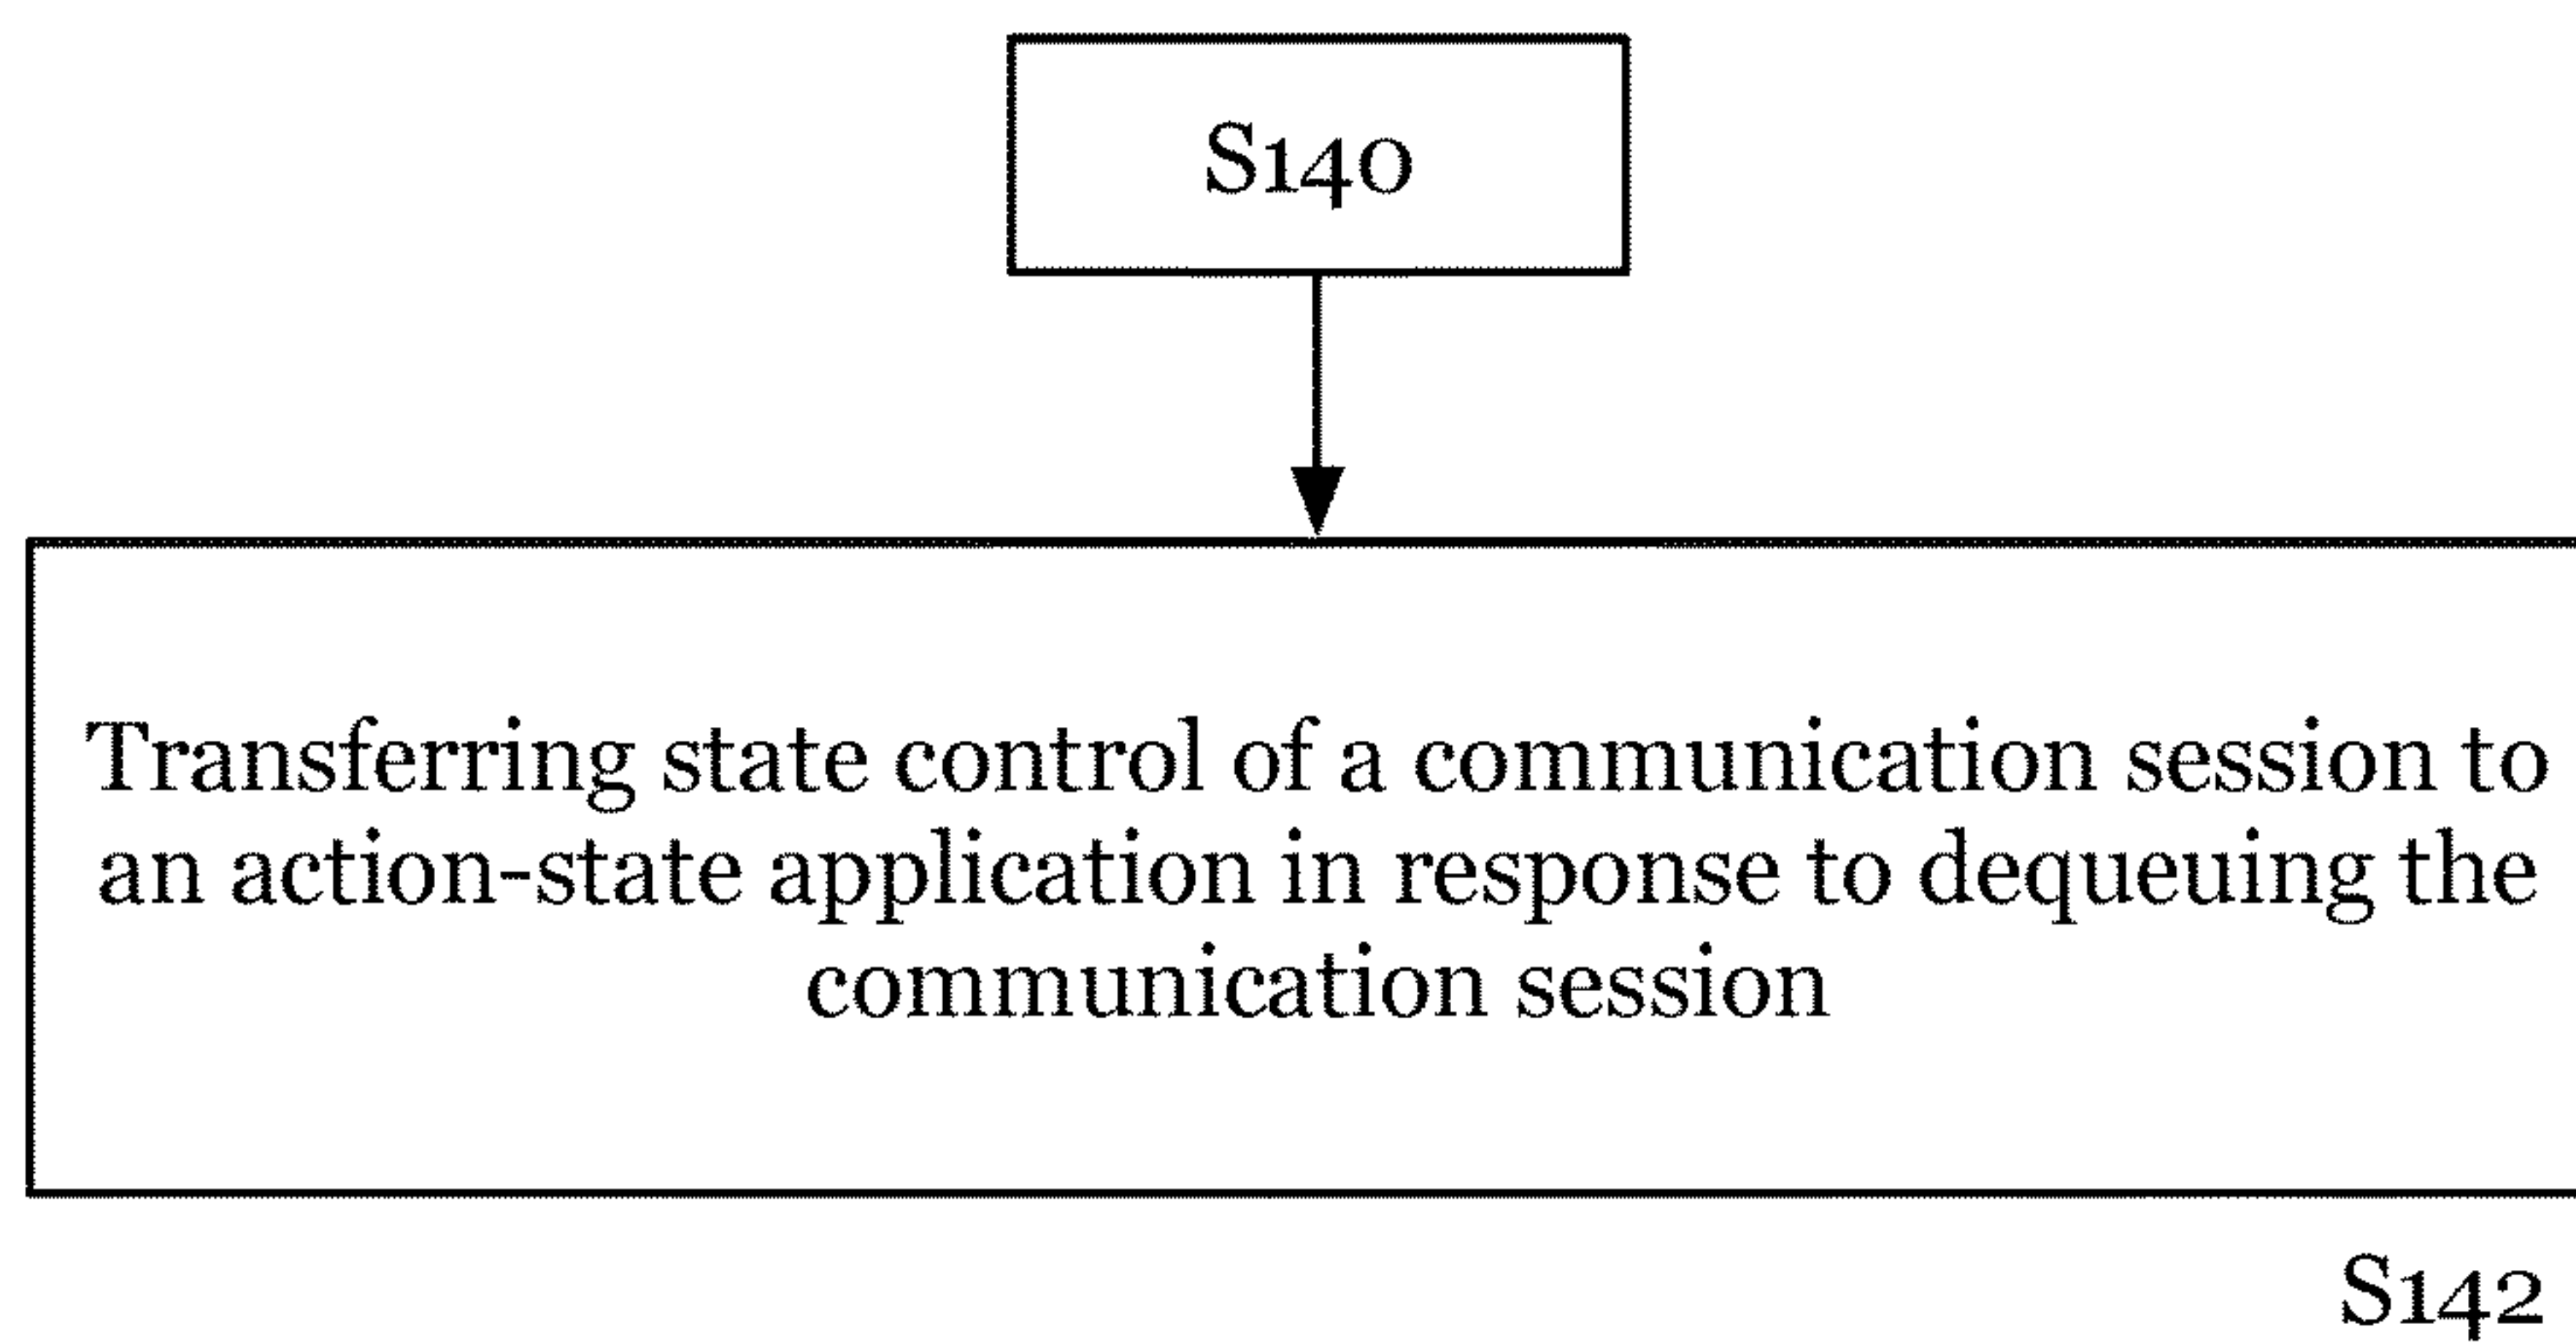 S140
Transferring state control of a communication session to
an action-state application in response to dequeuing the
communication session
S142